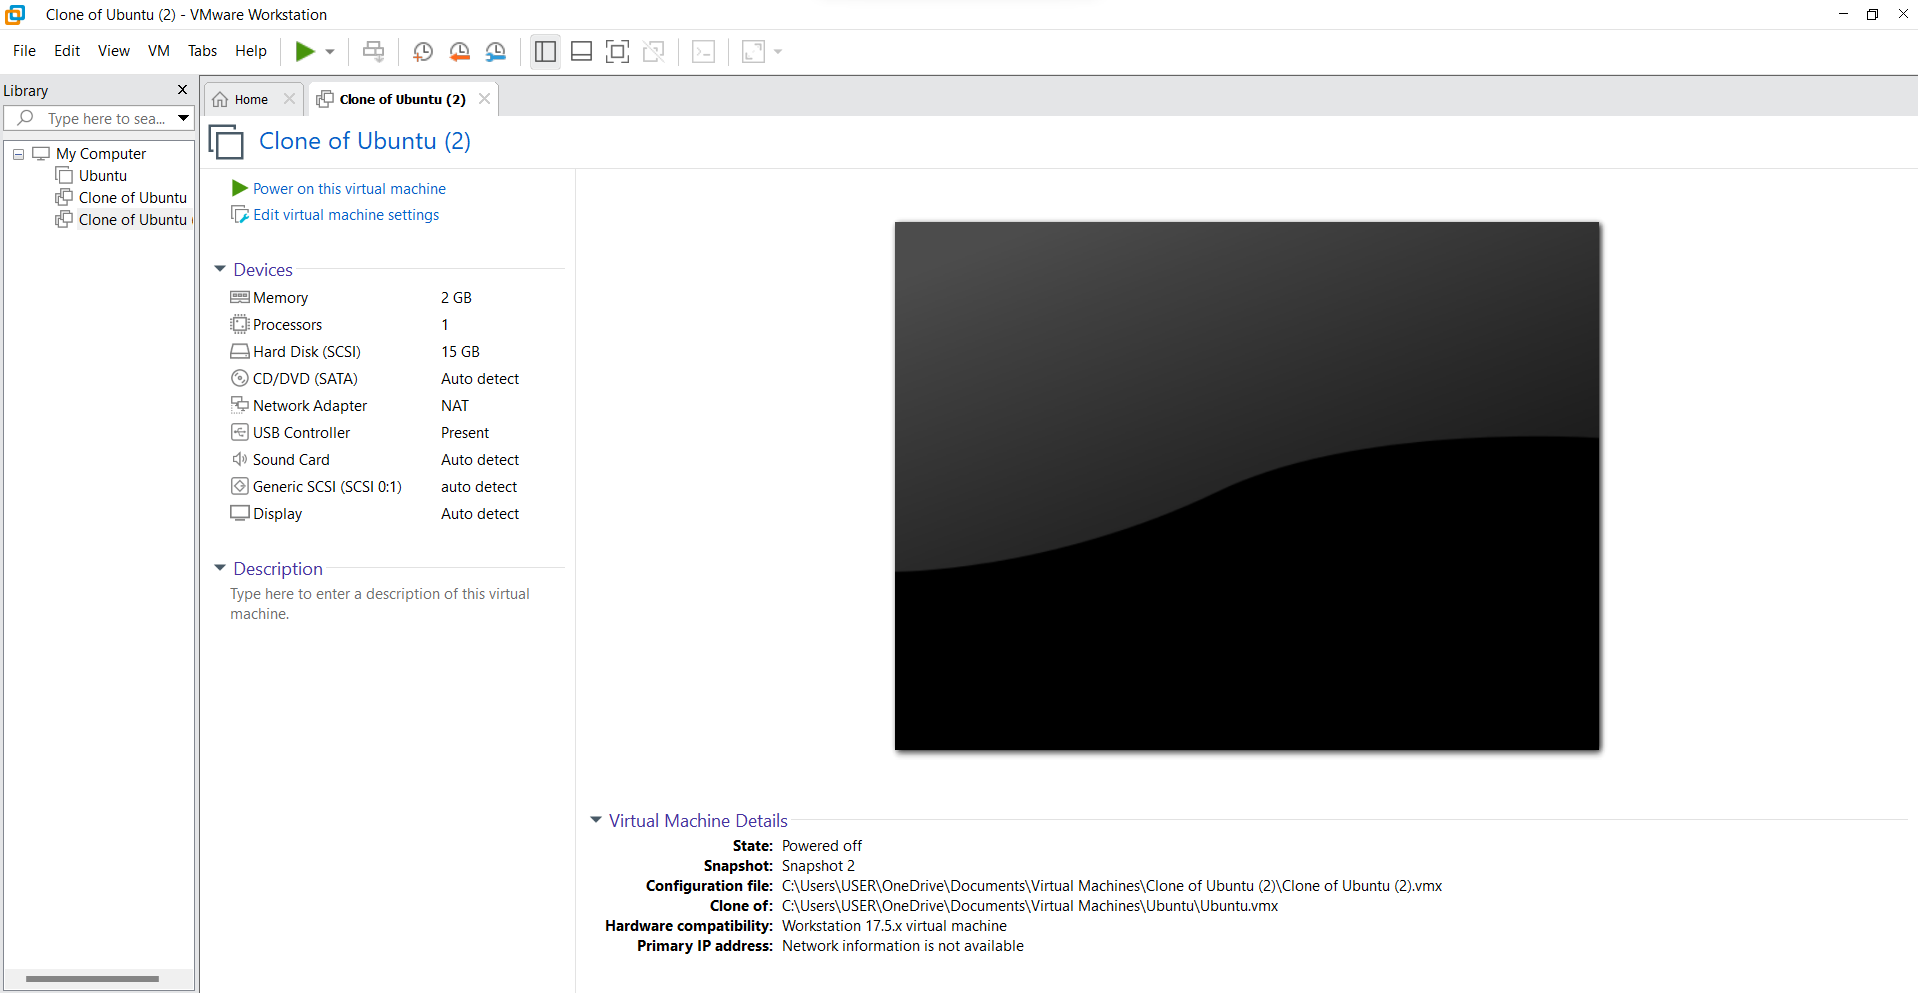 Clone of Ubuntu (2) - VMware Workstation
File Edit View VM Tabs Help
Library
Type here to sea...
My Computer
Ubuntu
Clone of Ubuntu
Clone of Ubuntu (
Home
Clone of Ubuntu (2)
Clone of Ubuntu (2)
Power on this virtual machine
Edit virtual machine settings
Devices
Memory 2 GB
Processors 1
Hard Disk (SCSI) 15 GB
CD/DVD (SATA) Auto detect
Network Adapter NAT
USB Controller Present
Sound Card Auto detect
Generic SCSI (SCSI 0:1) auto detect
Display Auto detect
Description
Type here to enter a description of this virtual
machine.
Virtual Machine Details
State: Powered off
Snapshot: Snapshot 2
Configuration file: C:\Users\USER\OneDrive\Documents\Virtual Machines\Clone of Ubuntu (2)\Clone of Ubuntu (2).vmx
Clone of: C:\Users\USER\OneDrive\Documents\Virtual Machines\Ubuntu\Ubuntu.vmx
Hardware compatibility: Workstation 17.5.x virtual machine
Primary IP address: Network information is not available